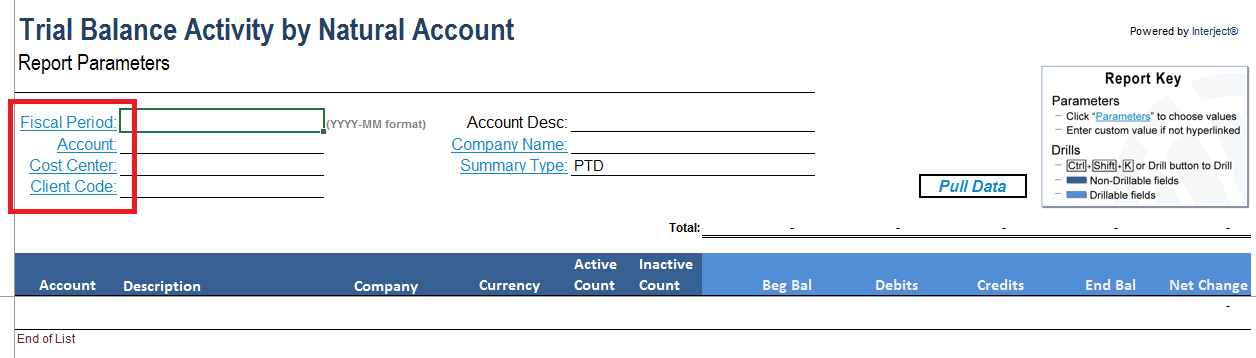 Trial Balance Activity by Natural Account
Powered by Interject®
Report Parameters
Report Key
Parameters
Click "Parameters" to choose values
Enter custom value if not hyperlinked
Drills
Ctrl+Shift+K or Drill button to Drill
Non-Drillable fields
Drillable fields
Fiscal Period: (YYYY-MM format) Account Desc:
Account: Company Name:
Cost Center: Summary Type: PTD
Client Code:
Pull Data
Total: - - - - -
Account Description Company Currency Active Count Inactive Count Beg Bal Debits Credits End Bal Net Change
-
End of List